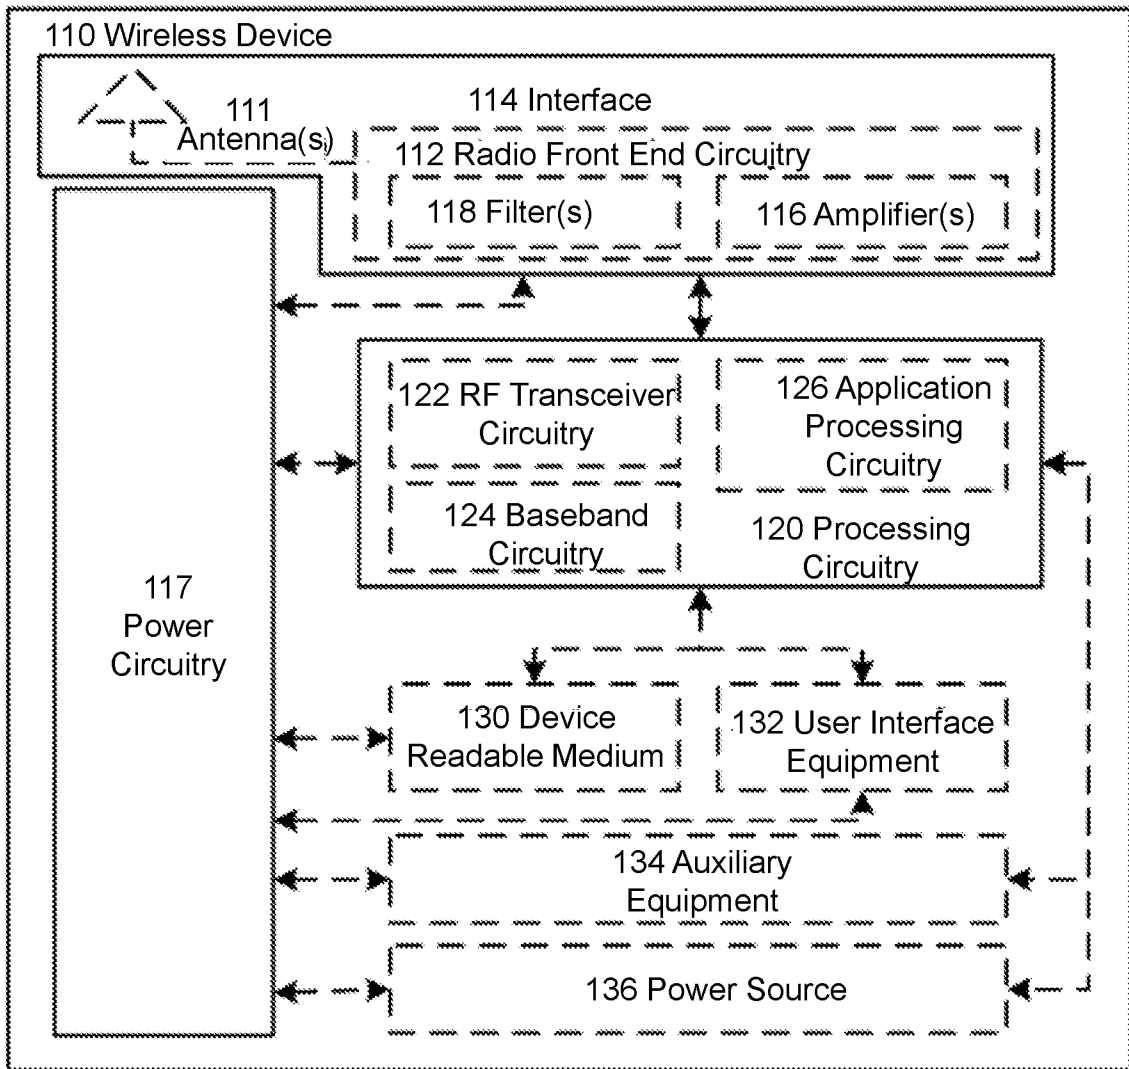 110 Wireless Device
114 Interface
111
Antenna(s)
112 Radio Front End Circuitry
118 Filter(s)
116 Amplifier(s)
122 RF Transceiver
Circuitry
126 Application
Processing
Circuitry
124 Baseband
Circuitry
120 Processing
Circuitry
117
Power
Circuitry
130 Device
Readable Medium
132 User Interface
Equipment
134 Auxiliary
Equipment
136 Power Source